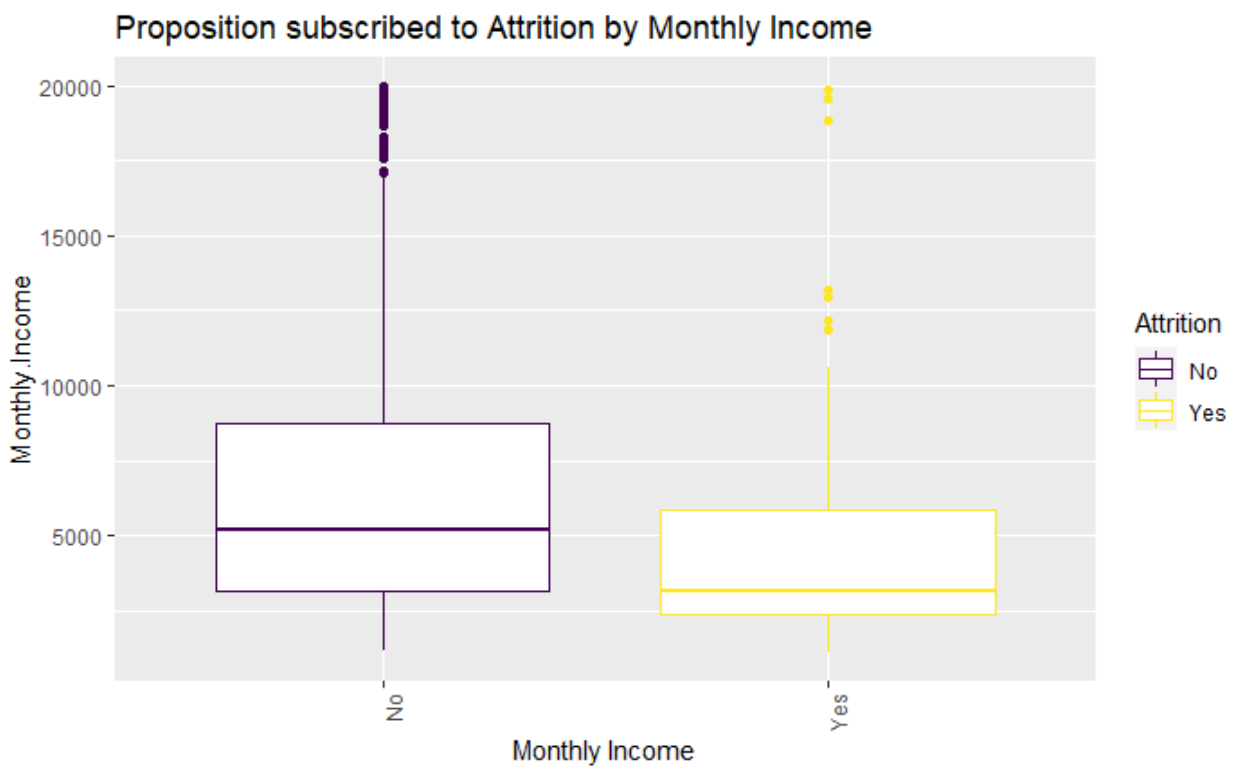 Proposition subscribed to Attrition by Monthly Income
Monthly.Income
20000
15000
10000
5000
No
Yes
Monthly Income
Attrition
No
Yes